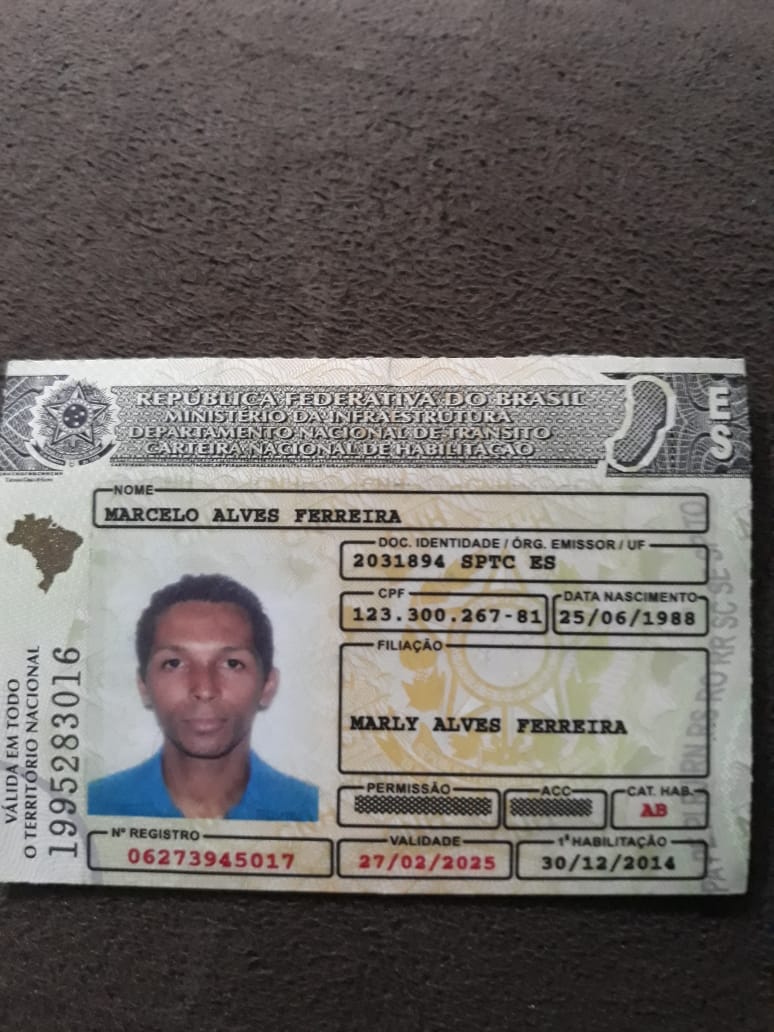 REPÚBLICA FEDERATIVA DO BRASIL
MINISTÉRIO DA INFRAESTRUTURA
DEPARTAMENTO NACIONAL DE TRÂNSITO
CARTEIRA NACIONAL DE HABILITAÇÃO
ES
NOME
MARCELO ALVES FERREIRA
DOC. IDENTIDADE / ÓRG. EMISSOR / UF
2031894 SPTC ES
CPF
123.300.267-81
DATA NASCIMENTO
25/06/1988
FILIAÇÃO
MARLY ALVES FERREIRA
PERMISSÃO
ACC
CAT. HAB.
AB
Nº REGISTRO
06273945017
VALIDADE
27/02/2025
1ª HABILITAÇÃO
30/12/2014
VÁLIDA EM TODO
O TERRITÓRIO NACIONAL
1995283016